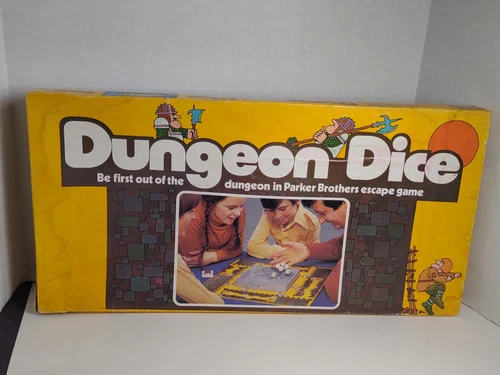 Dungeon Dice
Be first out of the dungeon in Parker Brothers escape game